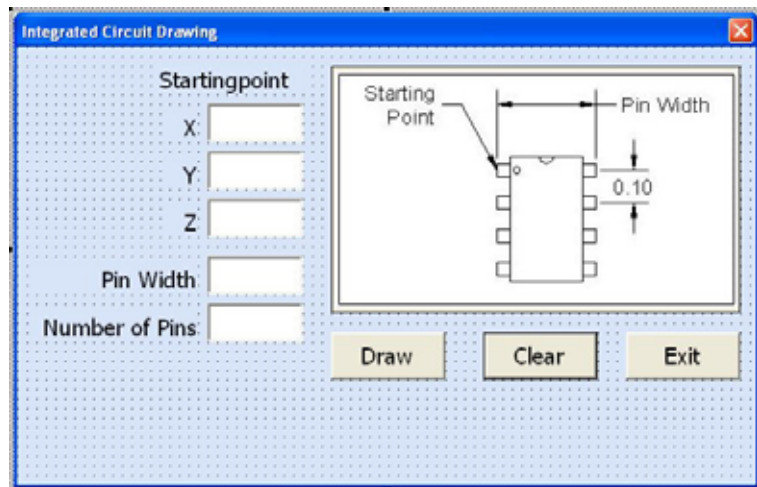 Integrated Circuit Drawing
Startingpoint
X
Y
Z
Pin Width
Number of Pins
Starting
Point
Pin Width
0.10
Draw
Clear
Exit